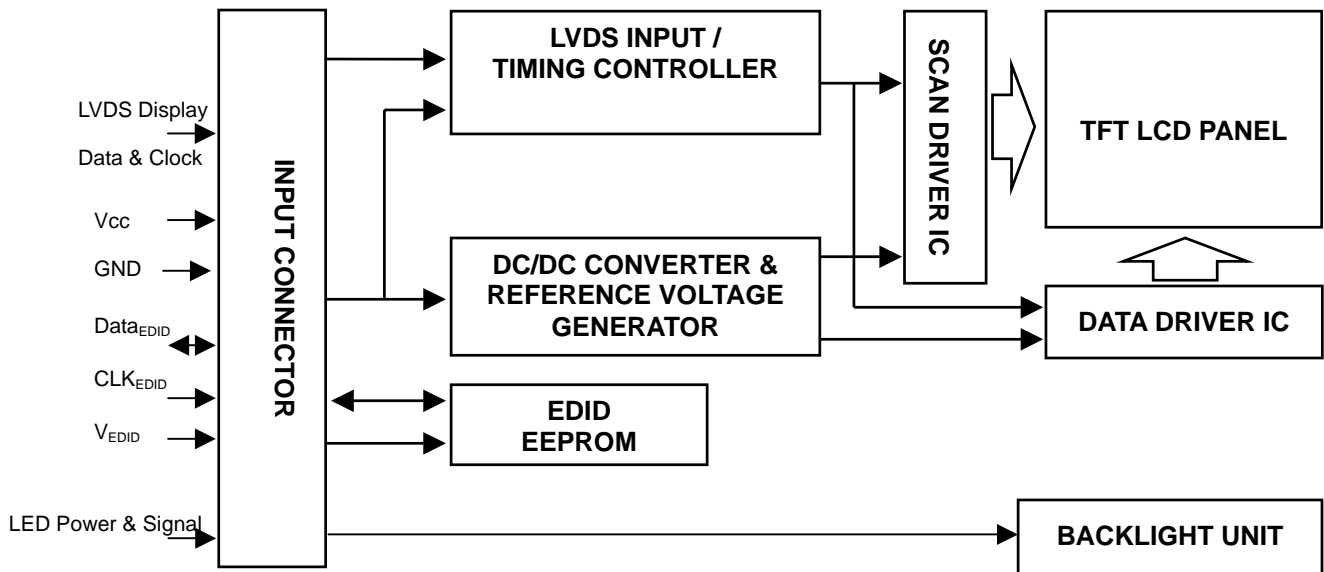 LVDS Display
Data & Clock
Vcc
GND
DataEDID
CLKEDID
VEDID
LED Power & Signal
INPUT CONNECTOR
LVDS INPUT /
TIMING CONTROLLER
DC/DC CONVERTER &
REFERENCE VOLTAGE
GENERATOR
EDID
EEPROM
SCAN DRIVER IC
TFT LCD PANEL
DATA DRIVER IC
BACKLIGHT UNIT